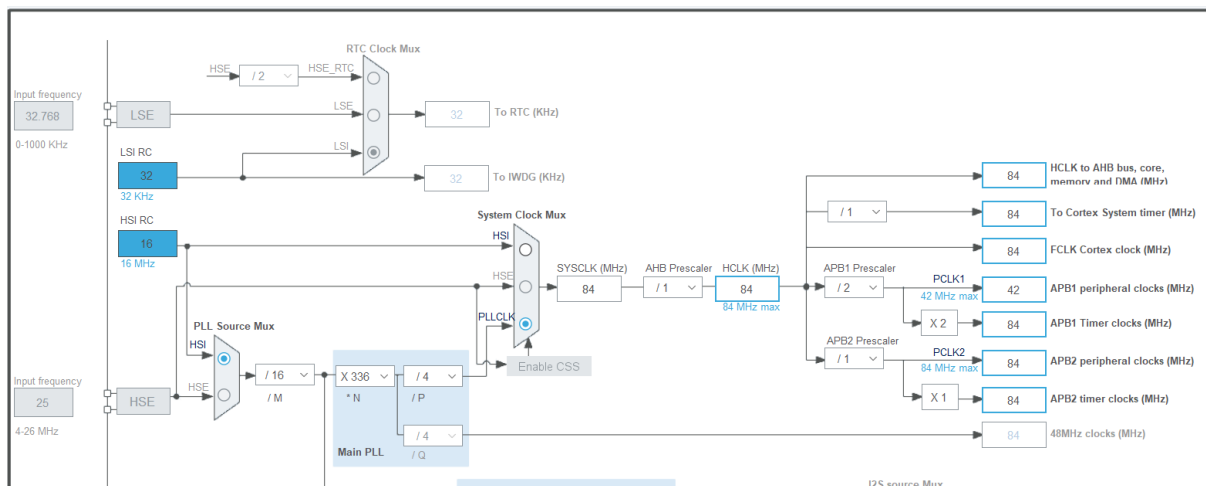 RTC Clock Mux
HSE
/ 2
HSE_RTC
Input frequency
32.768
0-1000 KHz
LSE
LSE
32
To RTC (KHz)
LSI RC
32
32 KHz
LSI
32
To IWDG (KHz)
HSI RC
16
16 MHz
System Clock Mux
HSI
HSE
PLLCLK
Enable CSS
SYSCLK (MHz)
84
AHB Prescaler
/ 1
HCLK (MHz)
84
84 MHz max
84
HCLK to AHB bus, core,
memory and DMA (MHz)
/ 1
84
To Cortex System timer (MHz)
84
FCLK Cortex clock (MHz)
APB1 Prescaler
/ 2
PCLK1
42 MHz max
42
APB1 peripheral clocks (MHz)
X 2
84
APB1 Timer clocks (MHz)
APB2 Prescaler
/ 1
PCLK2
84 MHz max
84
APB2 peripheral clocks (MHz)
X 1
84
APB2 timer clocks (MHz)
PLL Source Mux
HSI
HSE
Input frequency
25
4-26 MHz
HSE
/ 16
/ M
X 336
* N
/ 4
/ P
/ 4
/ Q
Main PLL
84
48MHz clocks (MHz)
I2S source Mux